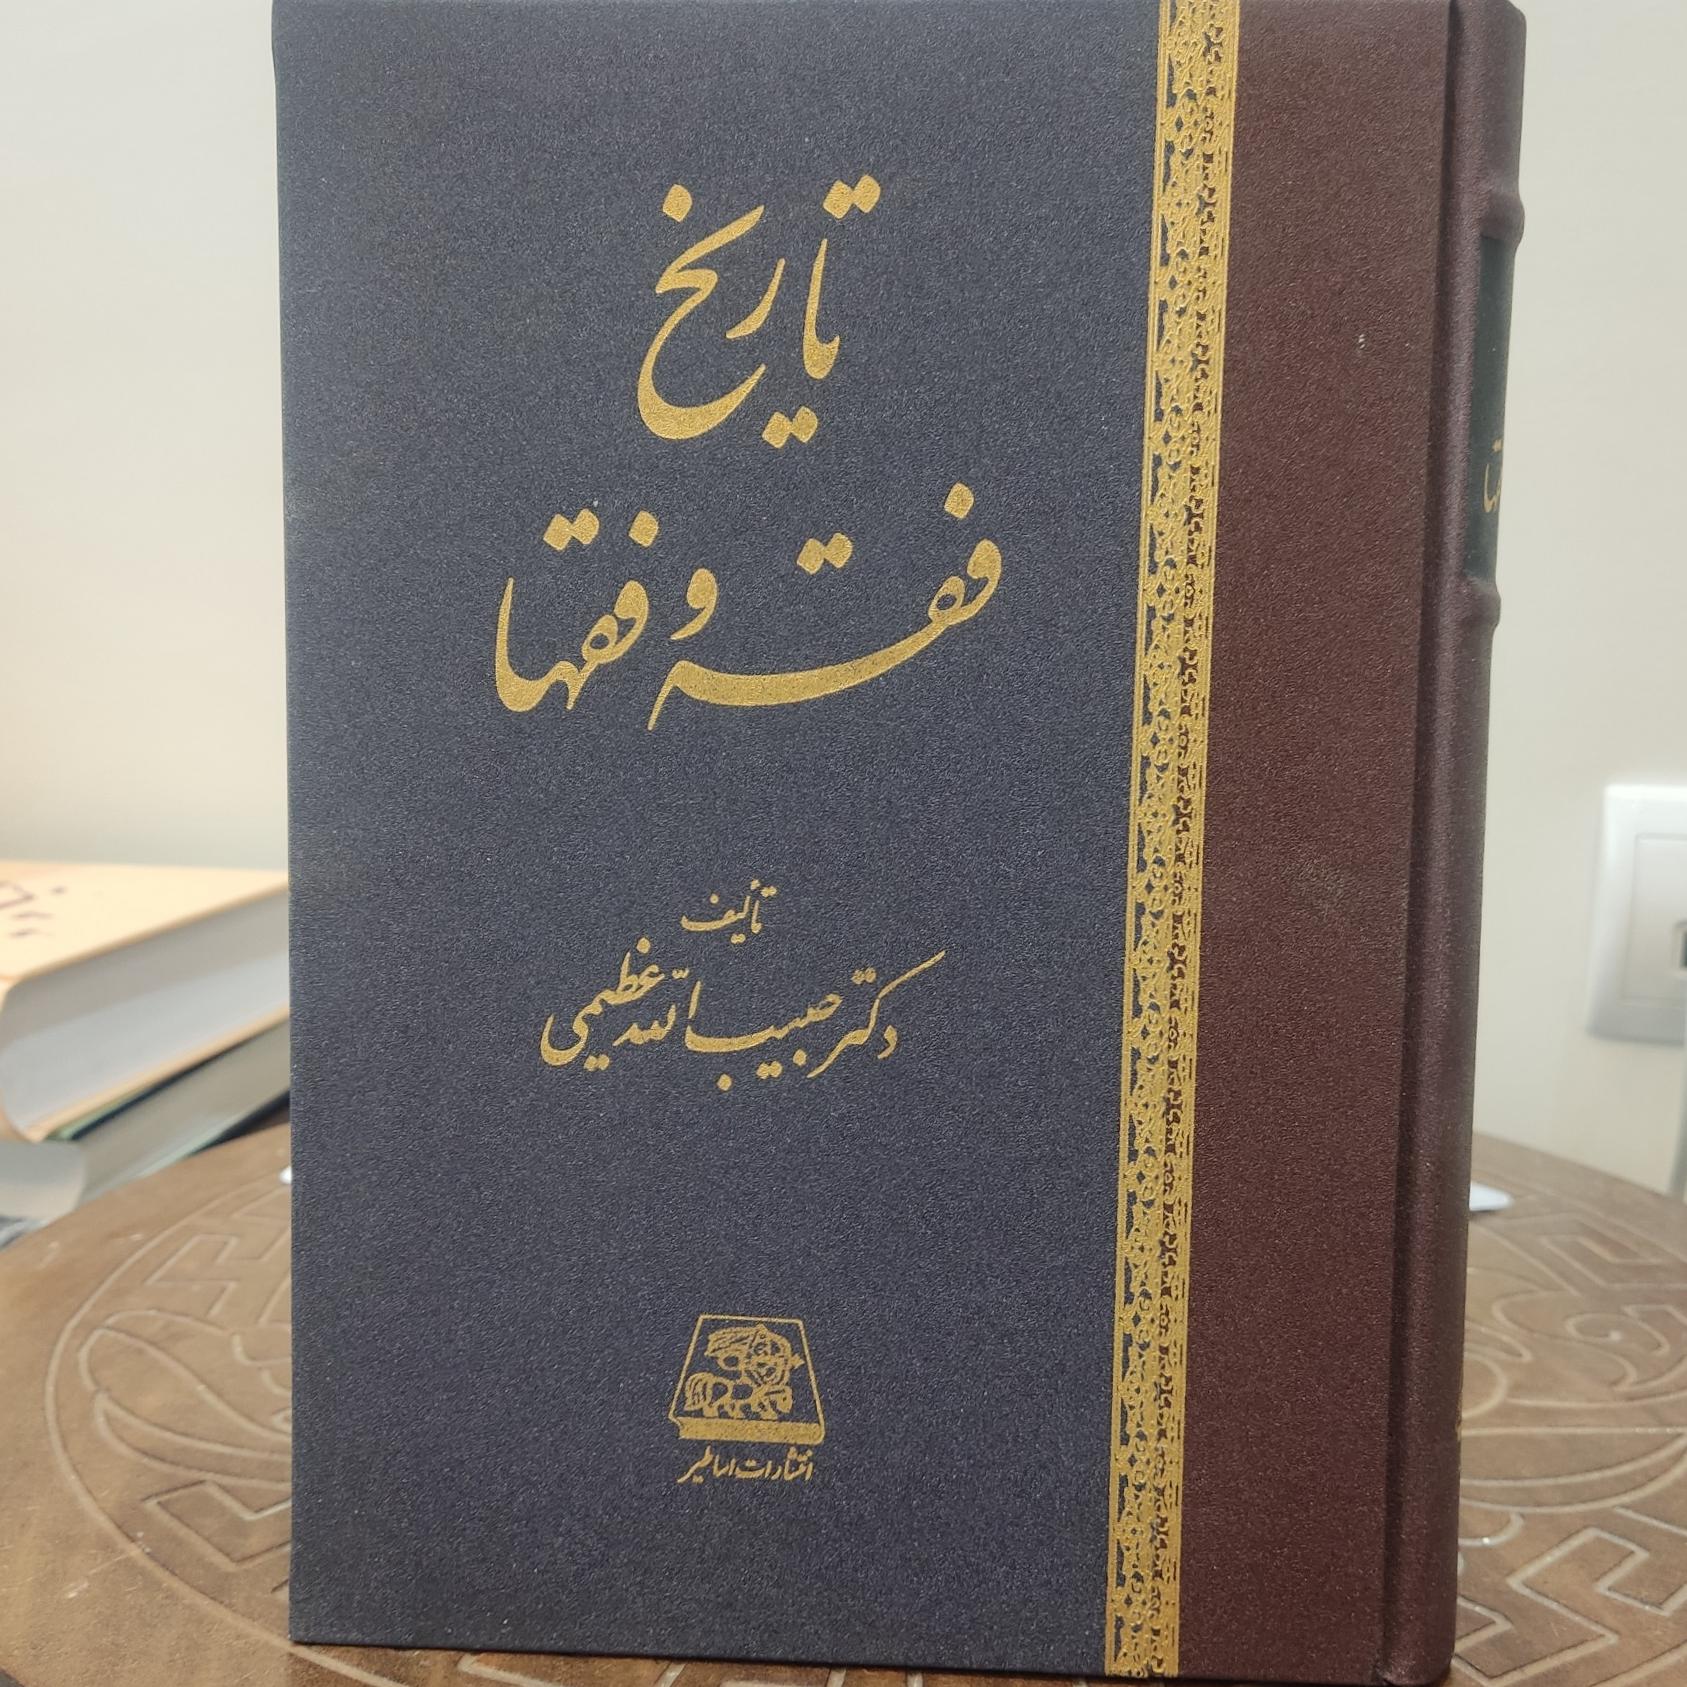 تاریخ
فقه و فقها
تألیف
دکتر حبیب الله عظیمی
انتشارات اساطیر